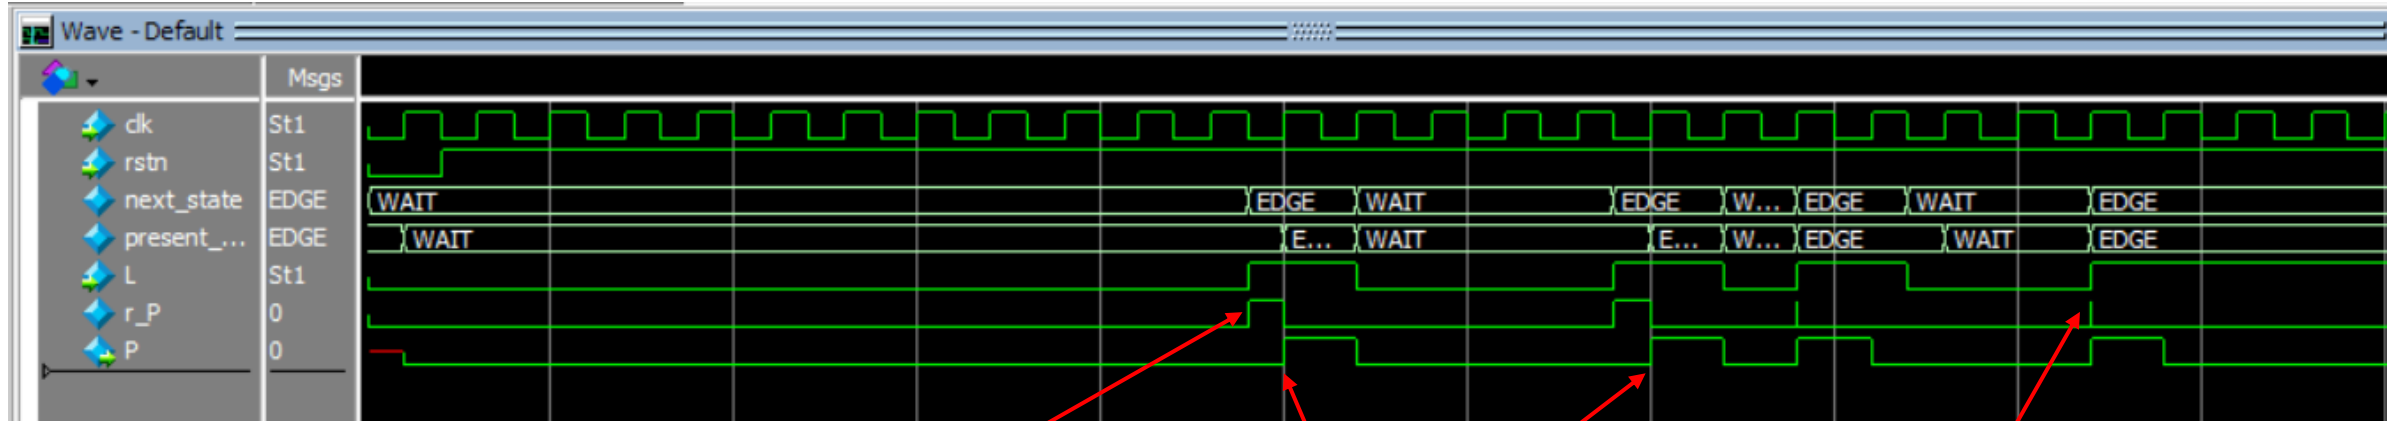 Wave - Default
Msgs
clk St1
rstn St1
next_state EDGE WAIT EDGE WAIT EDGE W... EDGE WAIT EDGE
present_... EDGE WAIT E... WAIT E... W... EDGE WAIT EDGE
L St1
r_P 0
P 0